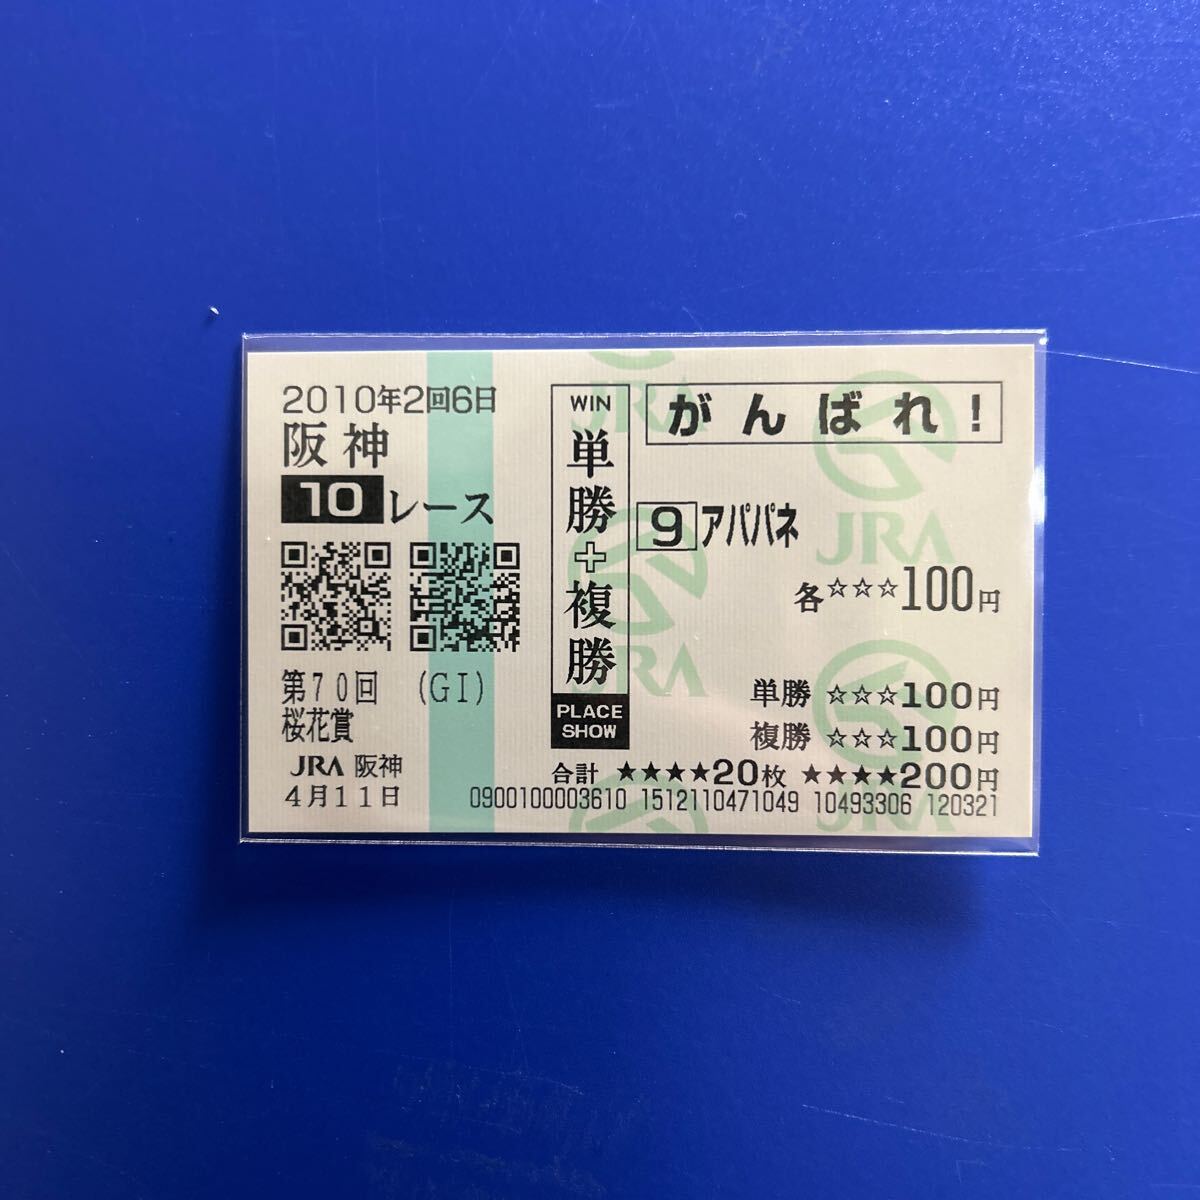 2010年2回6日
阪神
10レース
第70回 (GI)
桜花賞
JRA 阪神
4月11日
WIN
単勝+複勝
PLACE
SHOW
がんばれ!
9 アパパネ
各☆☆☆100円
単勝 ☆☆☆100円
複勝 ☆☆☆100円
合計 ★★★★20枚 ★★★★200円
0900100003610 1512110471049 10493306 120321
JRA
JRA
JRA
JRA